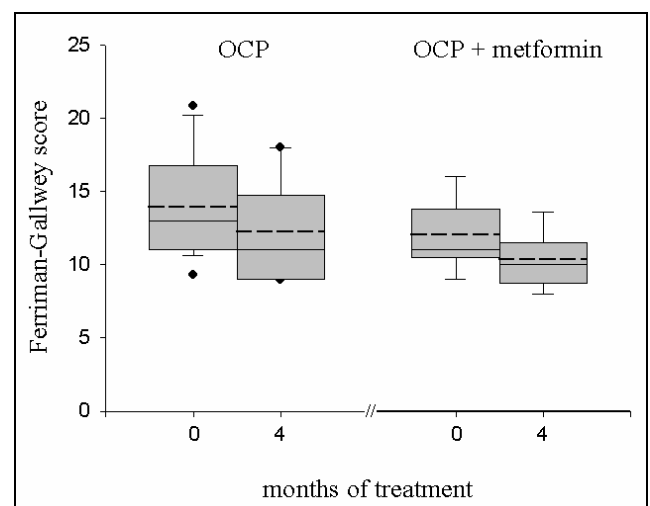 OCP
OCP + metformin
Ferriman-Gallwey score
25
20
15
10
5
0
0
4
0
4
months of treatment